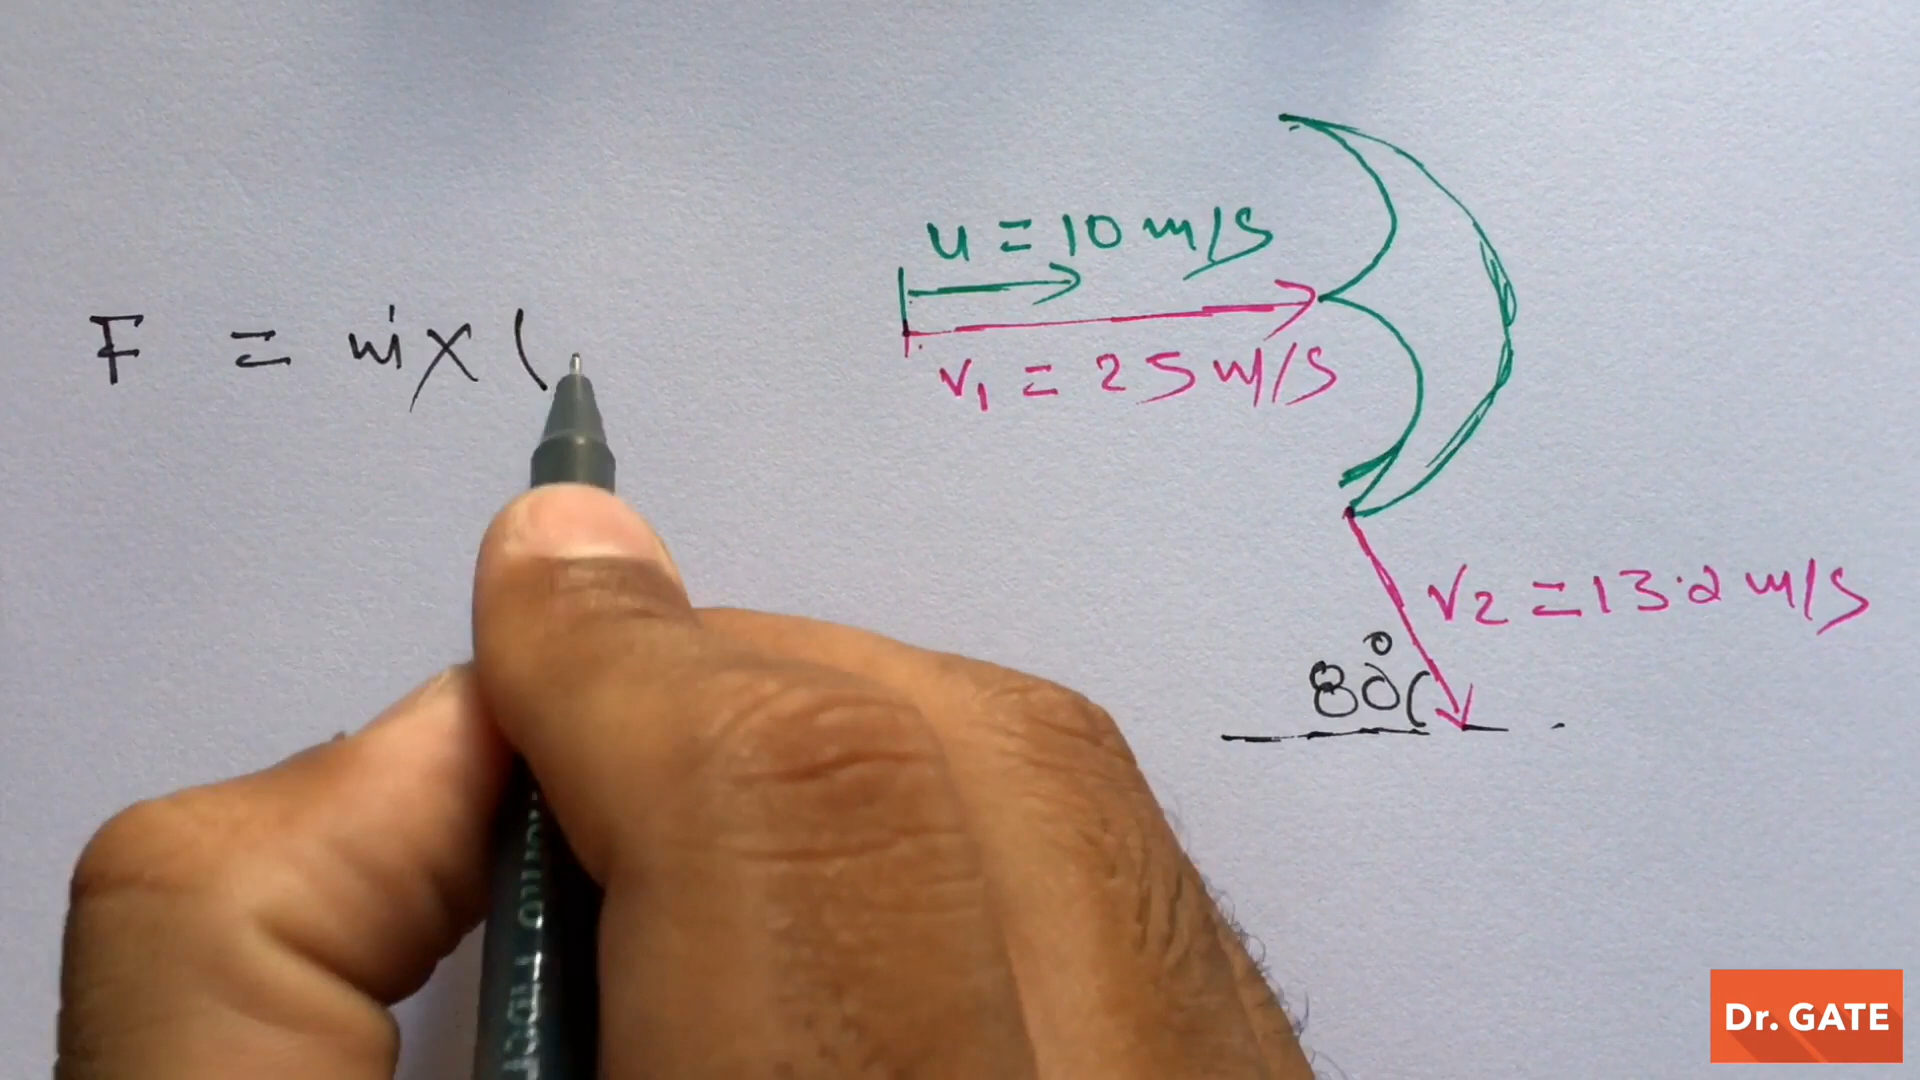 u = 10 m/s
F = ṁ x (
v₁ = 25 m/s
v₂ = 13.2 m/s
80°
Dr. GATE